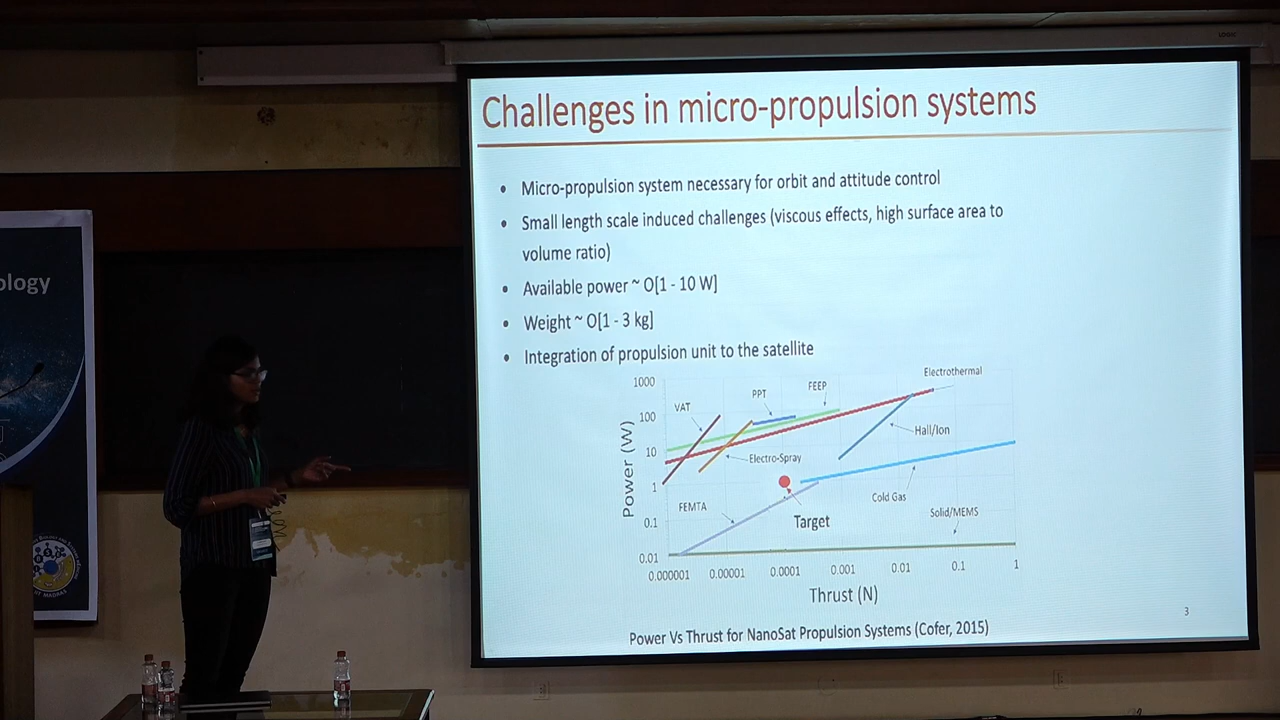 LOGIC
Challenges in micro-propulsion systems
• Micro-propulsion system necessary for orbit and attitude control
• Small length scale induced challenges (viscous effects, high surface area to
volume ratio)
• Available power ~ O[1 - 10 W]
• Weight ~ O[1 - 3 kg]
• Integration of propulsion unit to the satellite
Electrothermal
1000
FEEP
PPT
VAT
100
Hall/Ion
10
Electro-Spray
Power (W)
1
Cold Gas
FEMTA
Target
Solid/MEMS
0.1
0.01
0.000001 0.00001 0.0001 0.001 0.01 0.1 1
Thrust (N)
3
Power Vs Thrust for NanoSat Propulsion Systems (Cofer, 2015)
ology
IIT MADRAS